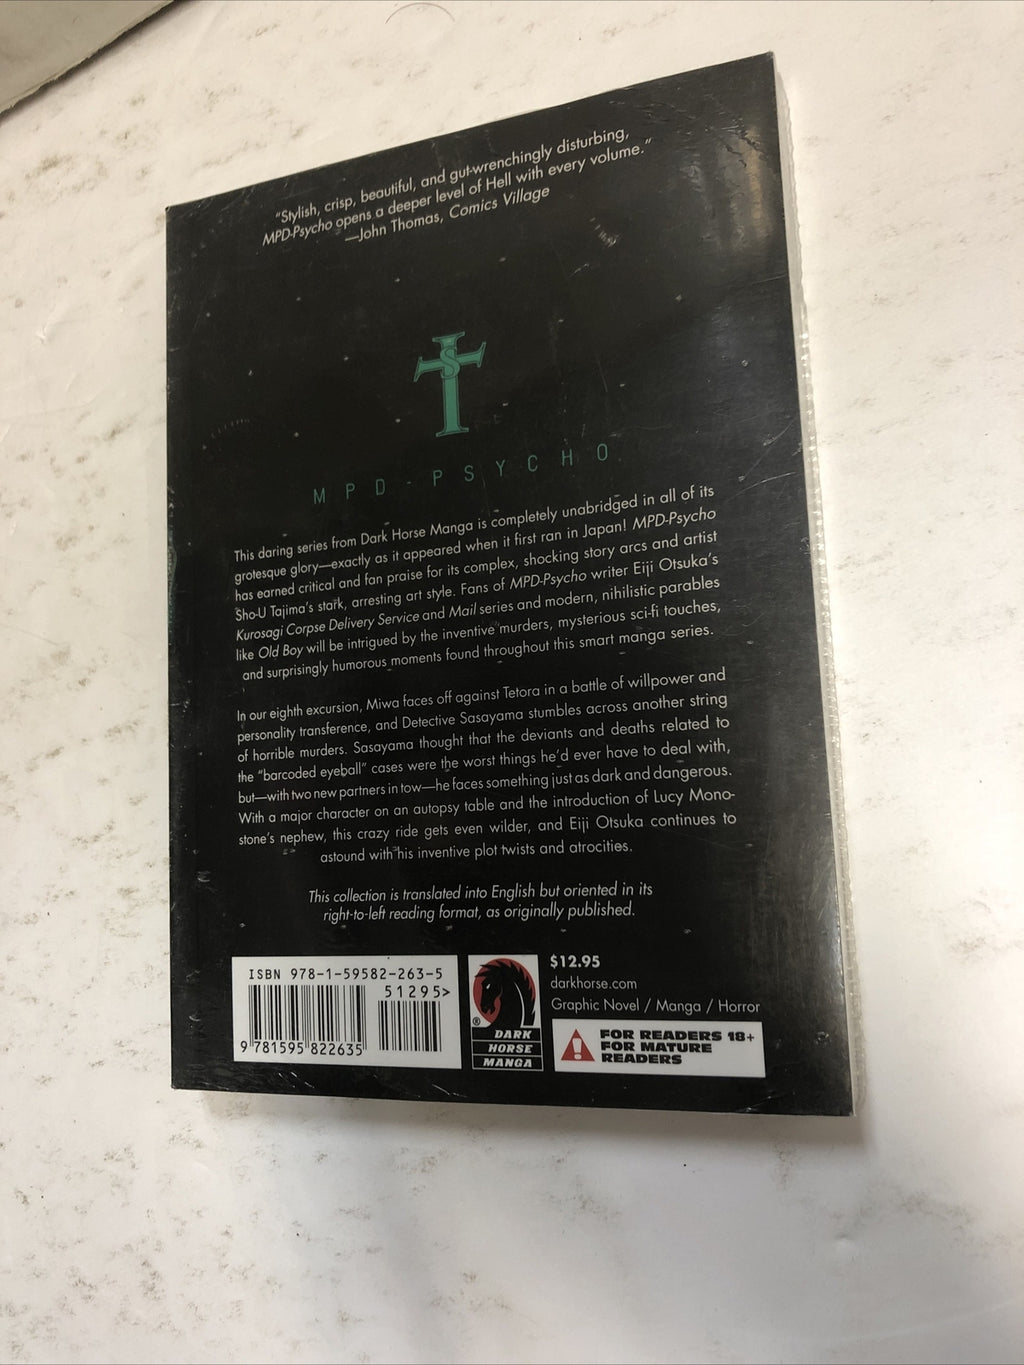 "Stylish, crisp, beautiful, and gut-wrenchingly disturbing,
MPD-Psycho opens a deeper level of Hell with every volume."
—John Thomas, Comics Village
S
MPD-PSYCHO
This daring series from Dark Horse Manga is completely unabridged in all of its
grotesque glory—exactly as it appeared when it first ran in Japan! MPD-Psycho
has earned critical and fan praise for its complex, shocking story arcs and artist
Sho-U Tajima's stark, arresting art style. Fans of MPD-Psycho writer Eiji Otsuka's
Kurosagi Corpse Delivery Service and Mail series and modern, nihilistic parables
like Old Boy will be intrigued by the inventive murders, mysterious sci-fi touches,
and surprisingly humorous moments found throughout this smart manga series.
In our eighth excursion, Miwa faces off against Tetora in a battle of willpower and
personality transference, and Detective Sasayama stumbles across another string
of horrible murders. Sasayama thought that the deviants and deaths related to
the "barcoded eyeball" cases were the worst things he'd ever have to deal with,
but—with two new partners in tow—he faces something just as dark and dangerous.
With a major character on an autopsy table and the introduction of Lucy Mono-
stone's nephew, this crazy ride gets even wilder, and Eiji Otsuka continues to
astound with his inventive plot twists and atrocities.
This collection is translated into English but oriented in its
right-to-left reading format, as originally published.
ISBN 978-1-59582-263-5
51295>
9 781595 822635
®
DARK
HORSE
MANGA
$12.95
darkhorse.com
Graphic Novel / Manga / Horror
FOR READERS 18+
FOR MATURE
READERS